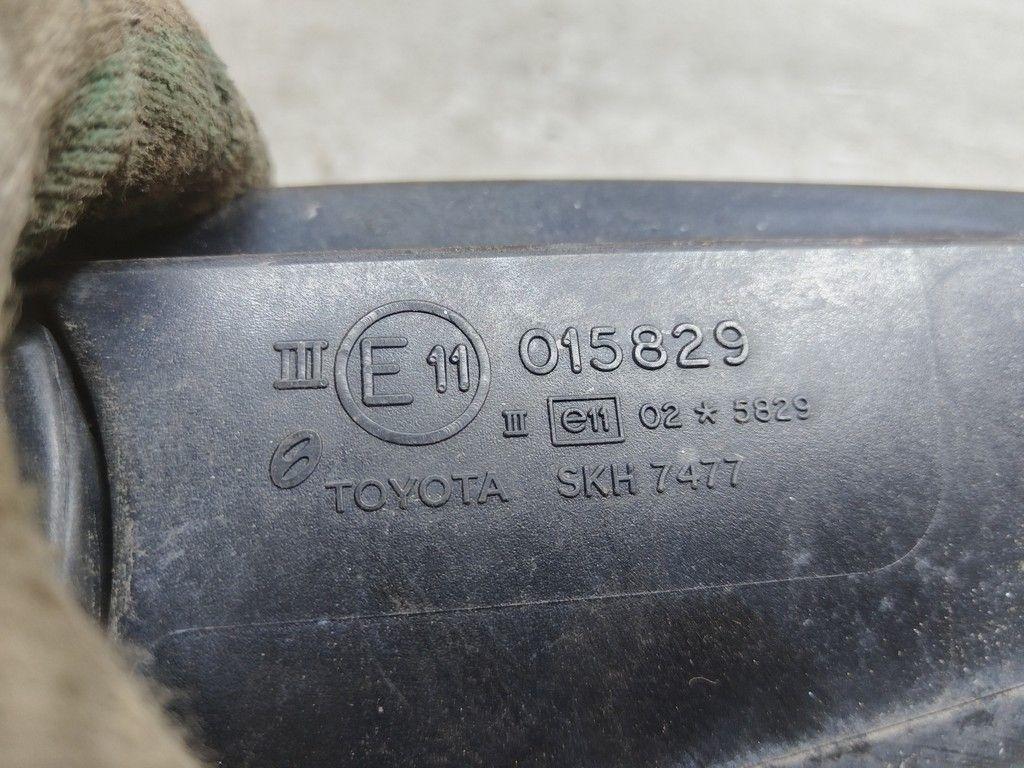 III E 11 015829
III e11 02 * 5829
TOYOTA SKH 7477